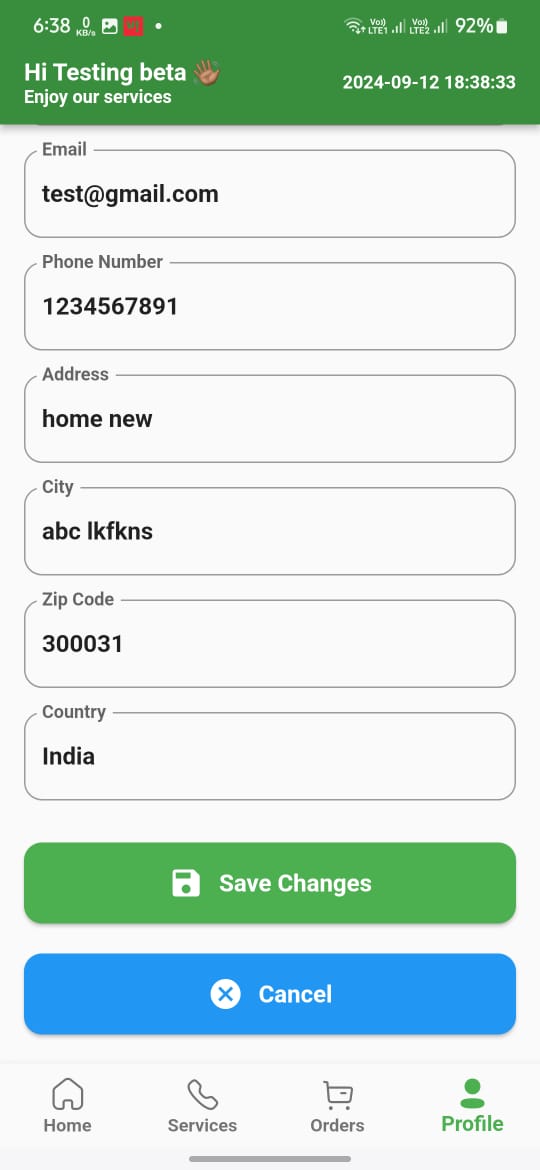 6:38 0 KB/s Vo)) LTE1 Vo)) LTE2 92%
Hi Testing beta 👋🏽
Enjoy our services
2024-09-12 18:38:33
Email
test@gmail.com
Phone Number
1234567891
Address
home new
City
abc lkfkns
Zip Code
300031
Country
India
Save Changes
Cancel
Home
Services
Orders
Profile